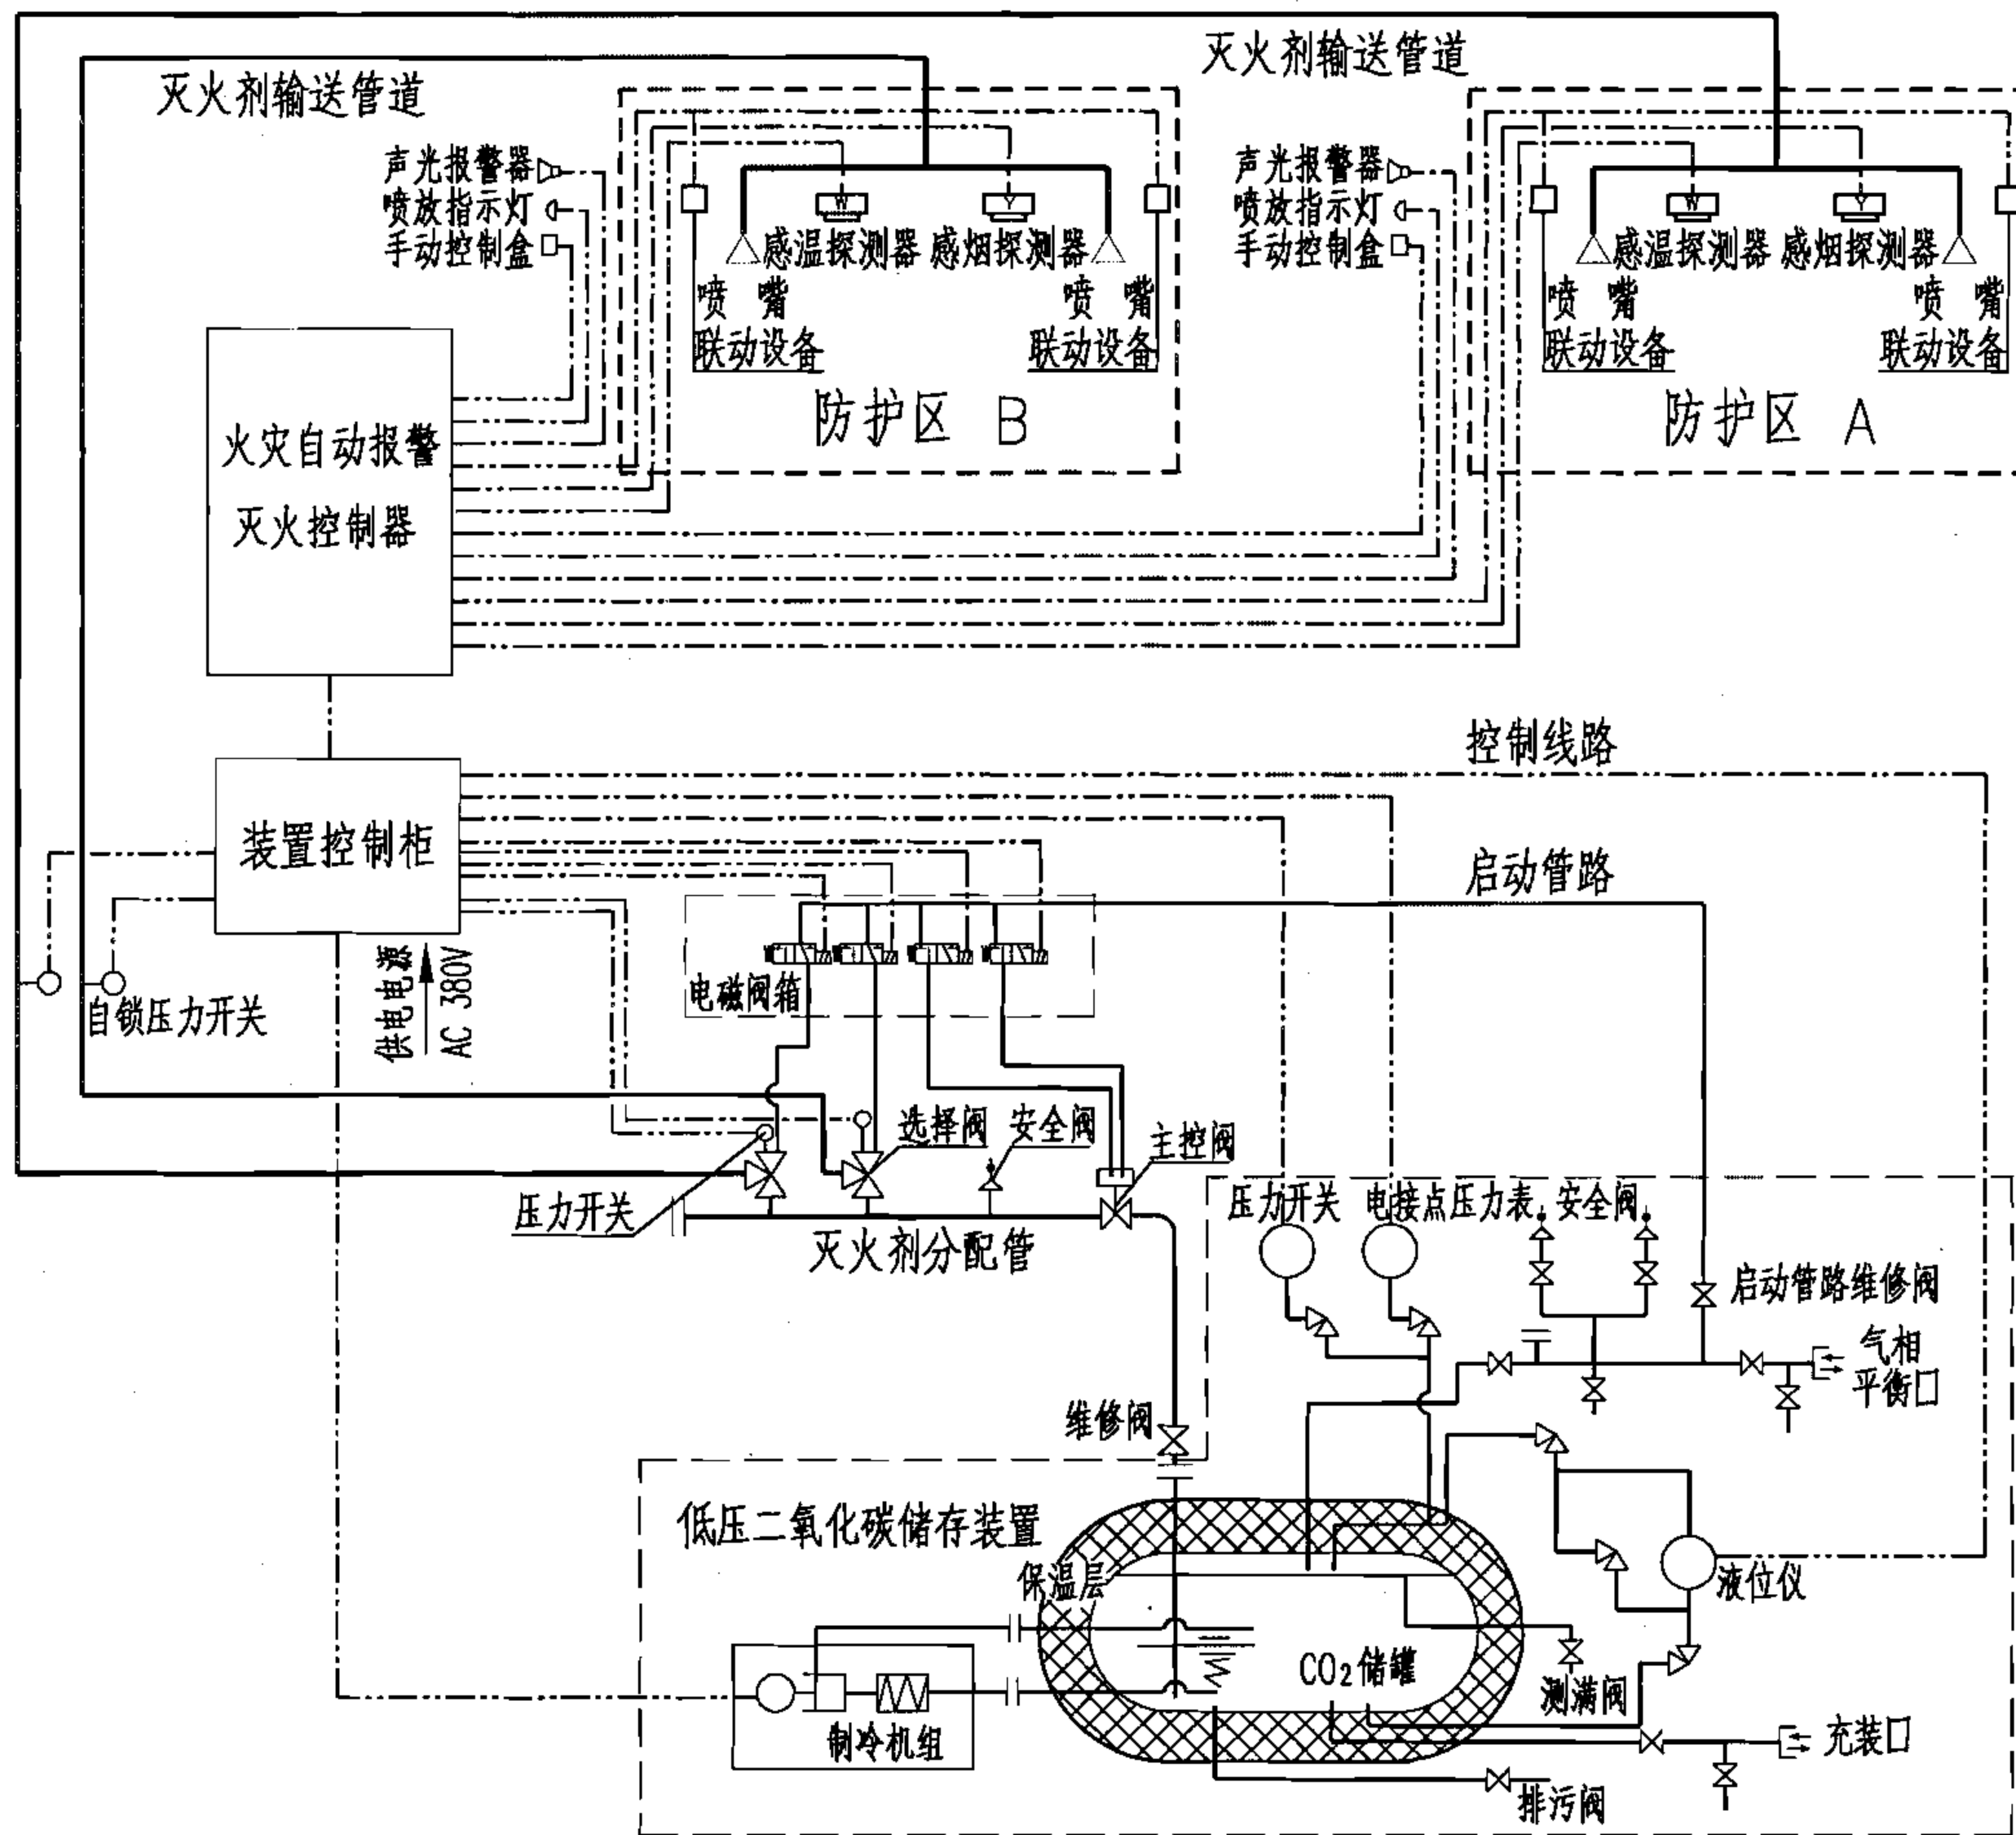 灭火剂输送管道
灭火剂输送管道
声光报警器
喷放指示灯
手动控制盒
感温探测器 感烟探测器
喷 嘴 喷 嘴
联动设备 联动设备
防护区 B
声光报警器
喷放指示灯
手动控制盒
感温探测器 感烟探测器
喷 嘴 喷 嘴
联动设备 联动设备
防护区 A
火灾自动报警
灭火控制器
控制线路
装置控制柜
启动管路
电磁阀箱
自锁压力开关
供电电源
AC 380V
选择阀 安全阀 主控阀
压力开关
灭火剂分配管
压力开关 电接点压力表 安全阀
启动管路维修阀
气相
平衡口
维修阀
低压二氧化碳储存装置
保温层
液位仪
CO₂储罐
测满阀
制冷机组
充装口
排污阀